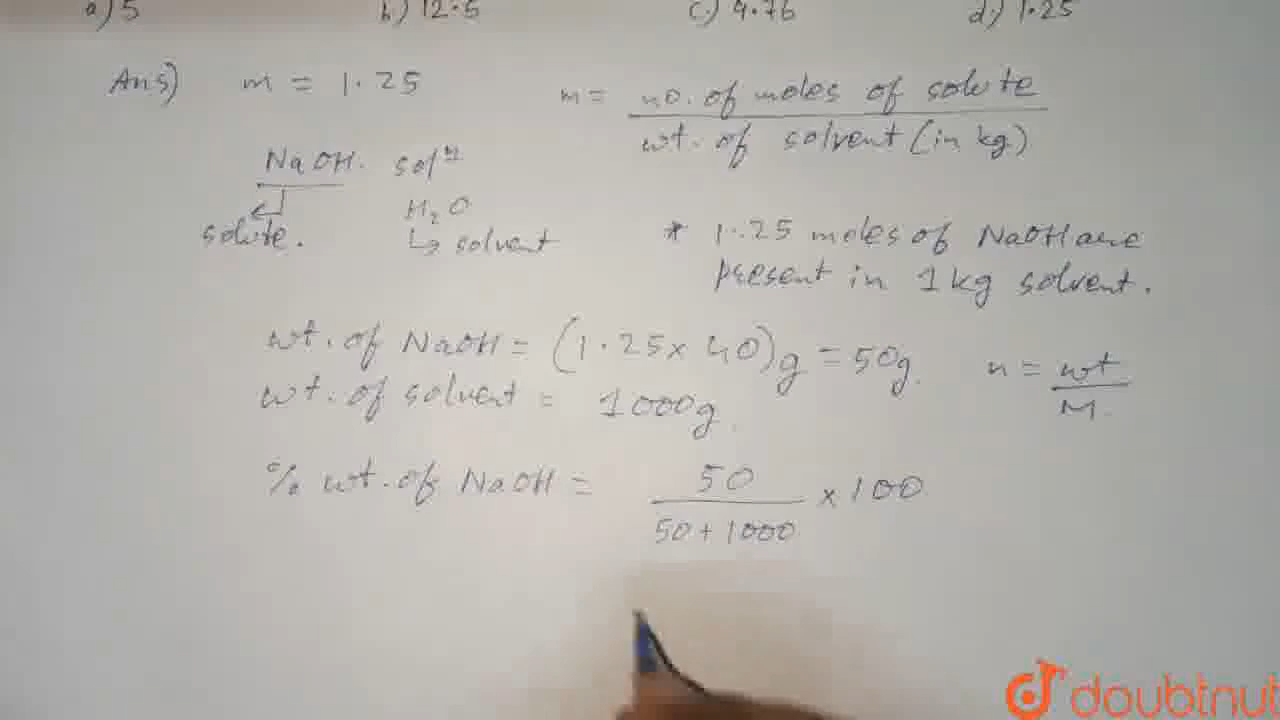 a) 5 b) 12.5 c) 4.76 d) 1.25
Ans) m = 1.25
m = no. of moles of solute
wt. of solvent (in kg)
NaOH. solⁿ
solute.
H₂O
↳ solvent
* 1.25 moles of NaOH are
present in 1 kg solvent.
wt. of NaOH = (1.25 × 40)g = 50g.
wt. of solvent = 1000g.
n = wt
M.
% wt. of NaOH = 50 × 100
50 + 1000
doubtnut